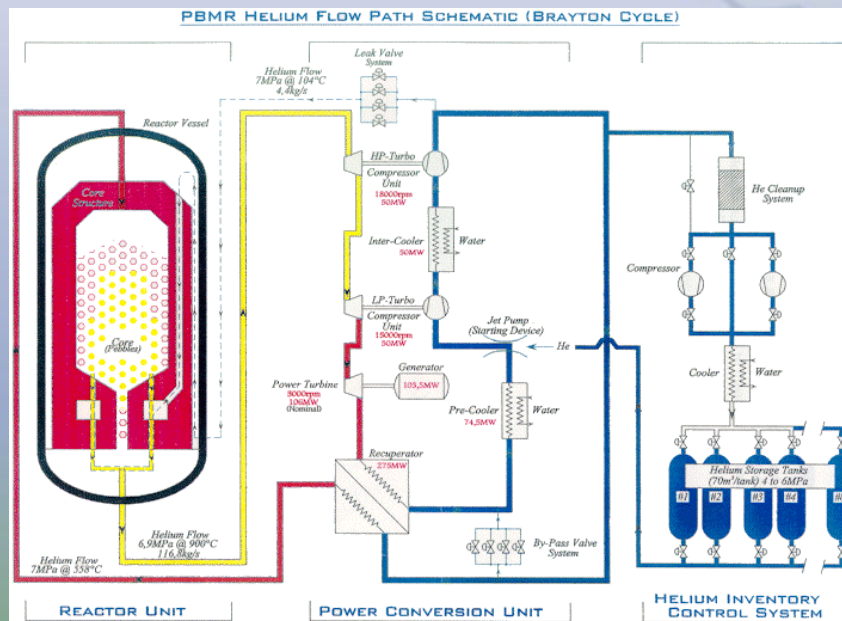 PBMR HELIUM FLOW PATH SCHEMATIC (BRAYTON CYCLE)
Leak Valve
System
Helium Flow
7MPa @ 104°C
4,4kg/s
Reactor Vessel
Core
Structure
Core
(Pebbles)
HP-Turbo
Compressor
Unit
18000rpm
50MW
Inter-Cooler
50MW
Water
LP-Turbo
Compressor
Unit
15000rpm
50MW
Jet Pump
(Starting Device)
He
Power Turbine
3000rpm
106MW
(Nominal)
Generator
103,5MW
Pre-Cooler
74,5MW
Water
Recuperator
275MW
By-Pass Valve
System
Helium Flow
6,9MPa @ 900°C
116,8kg/s
Helium Flow
7MPa @ 558°C
He Cleanup
System
Compressor
Cooler
Water
Helium Storage Tanks
(70m³/tank) 4 to 6MPa
#1
#2
#3
#4
REACTOR UNIT
POWER CONVERSION UNIT
HELIUM INVENTORY
CONTROL SYSTEM